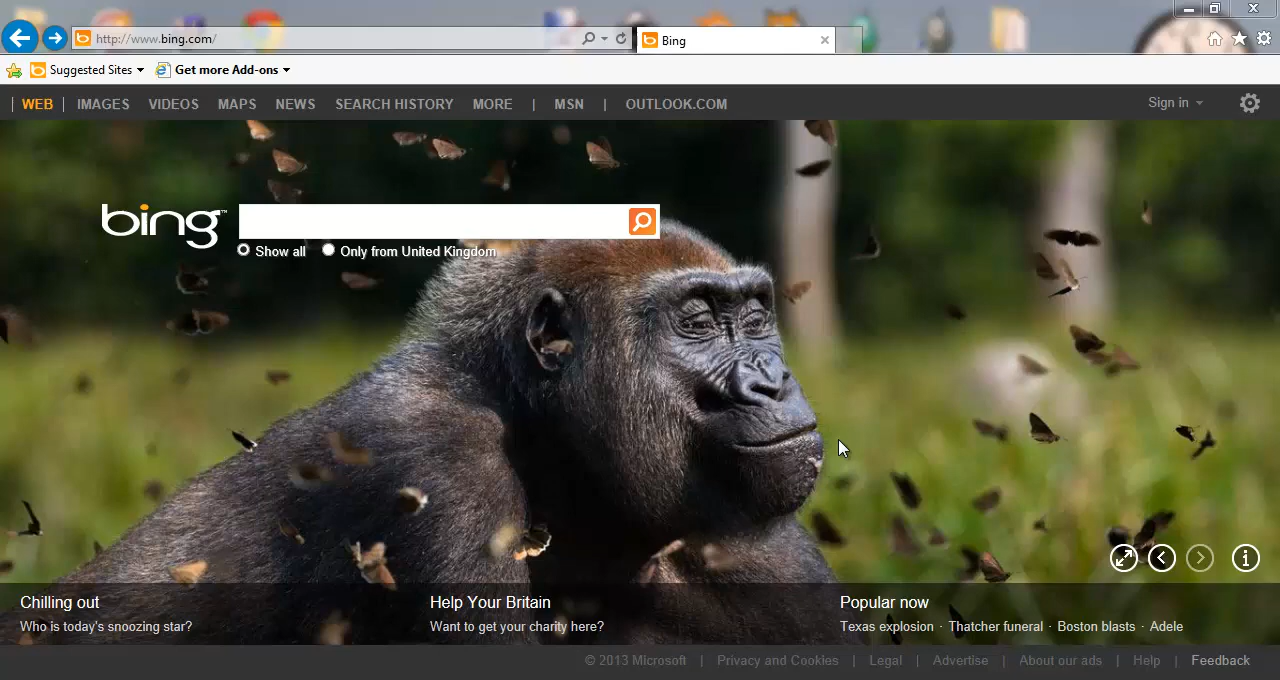 http://www.bing.com/
Bing
Suggested Sites
Get more Add-ons
WEB | IMAGES VIDEOS MAPS NEWS SEARCH HISTORY MORE | MSN | OUTLOOK.COM
Sign in
bing™
Show all Only from United Kingdom
Chilling out
Who is today's snoozing star?
Help Your Britain
Want to get your charity here?
Popular now
Texas explosion · Thatcher funeral · Boston blasts · Adele
© 2013 Microsoft | Privacy and Cookies | Legal | Advertise | About our ads | Help | Feedback